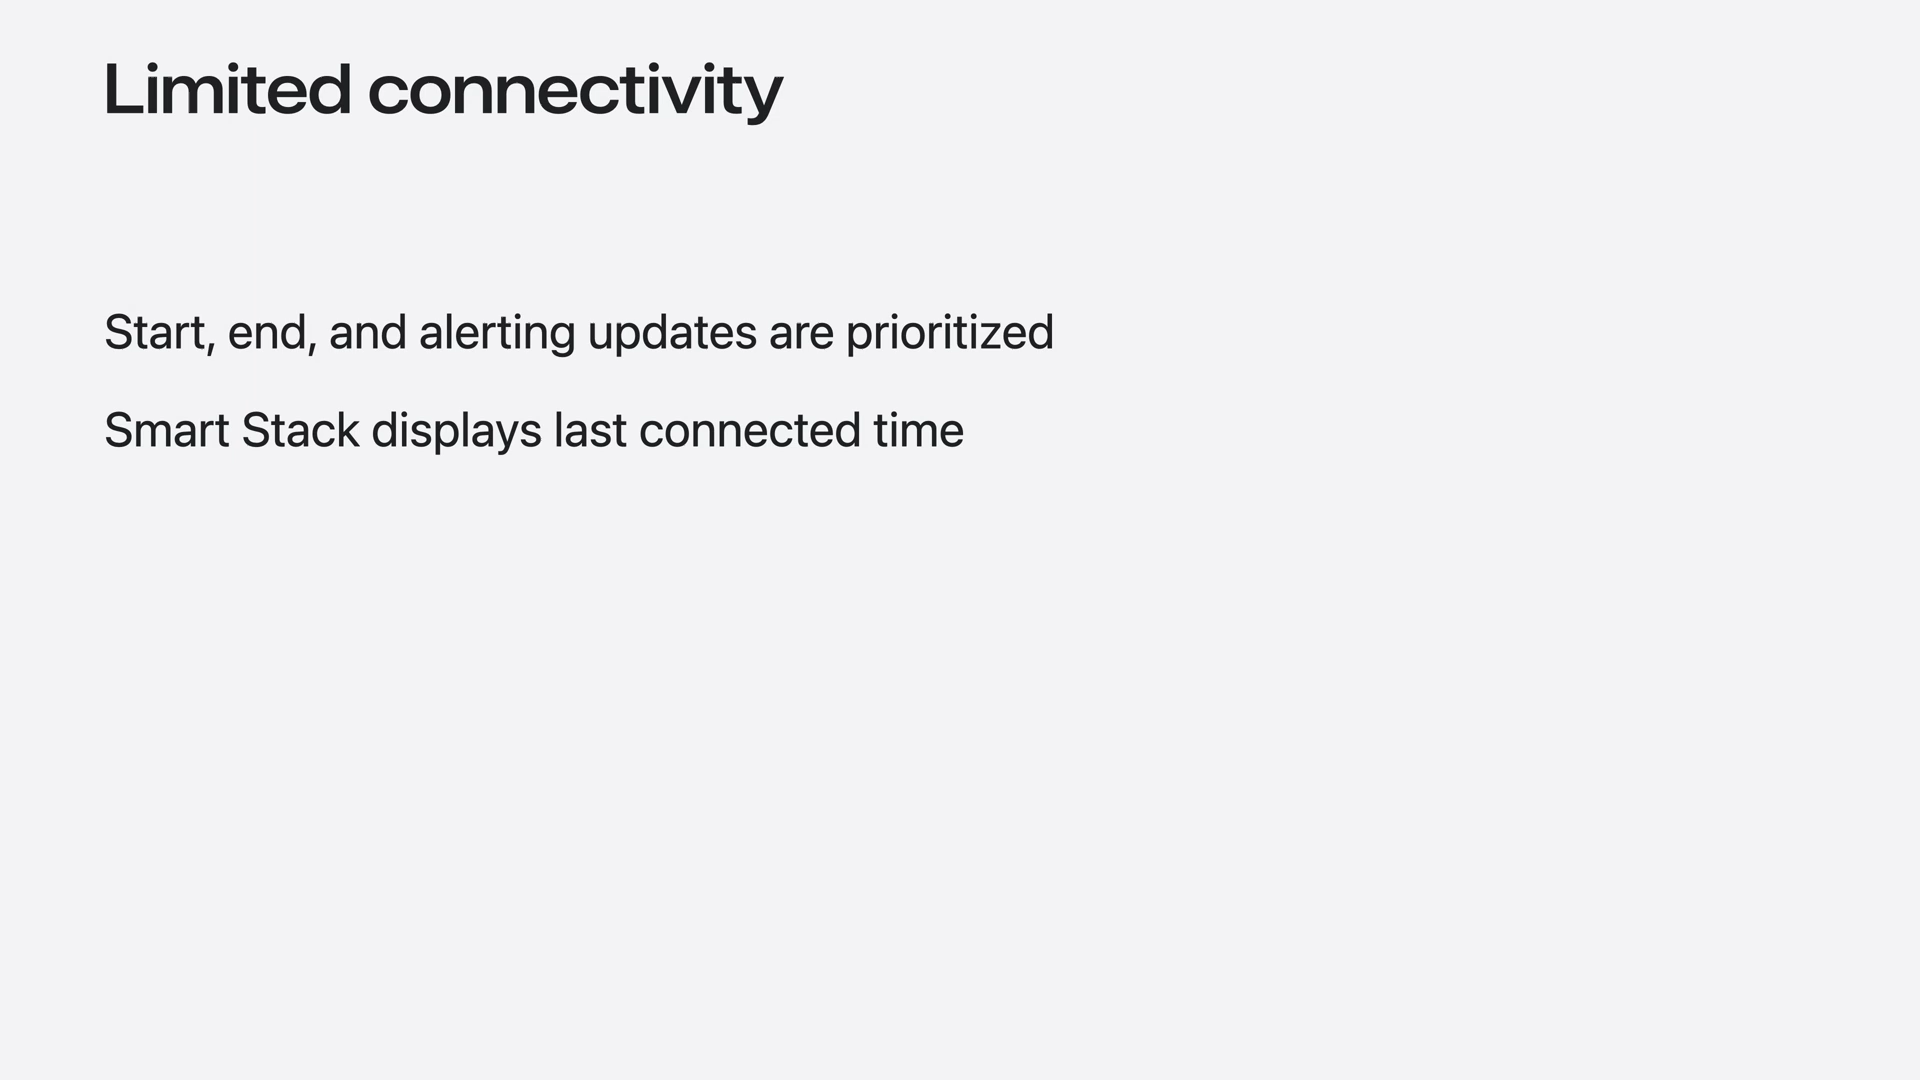 Limited connectivity
Start, end, and alerting updates are prioritized
Smart Stack displays last connected time